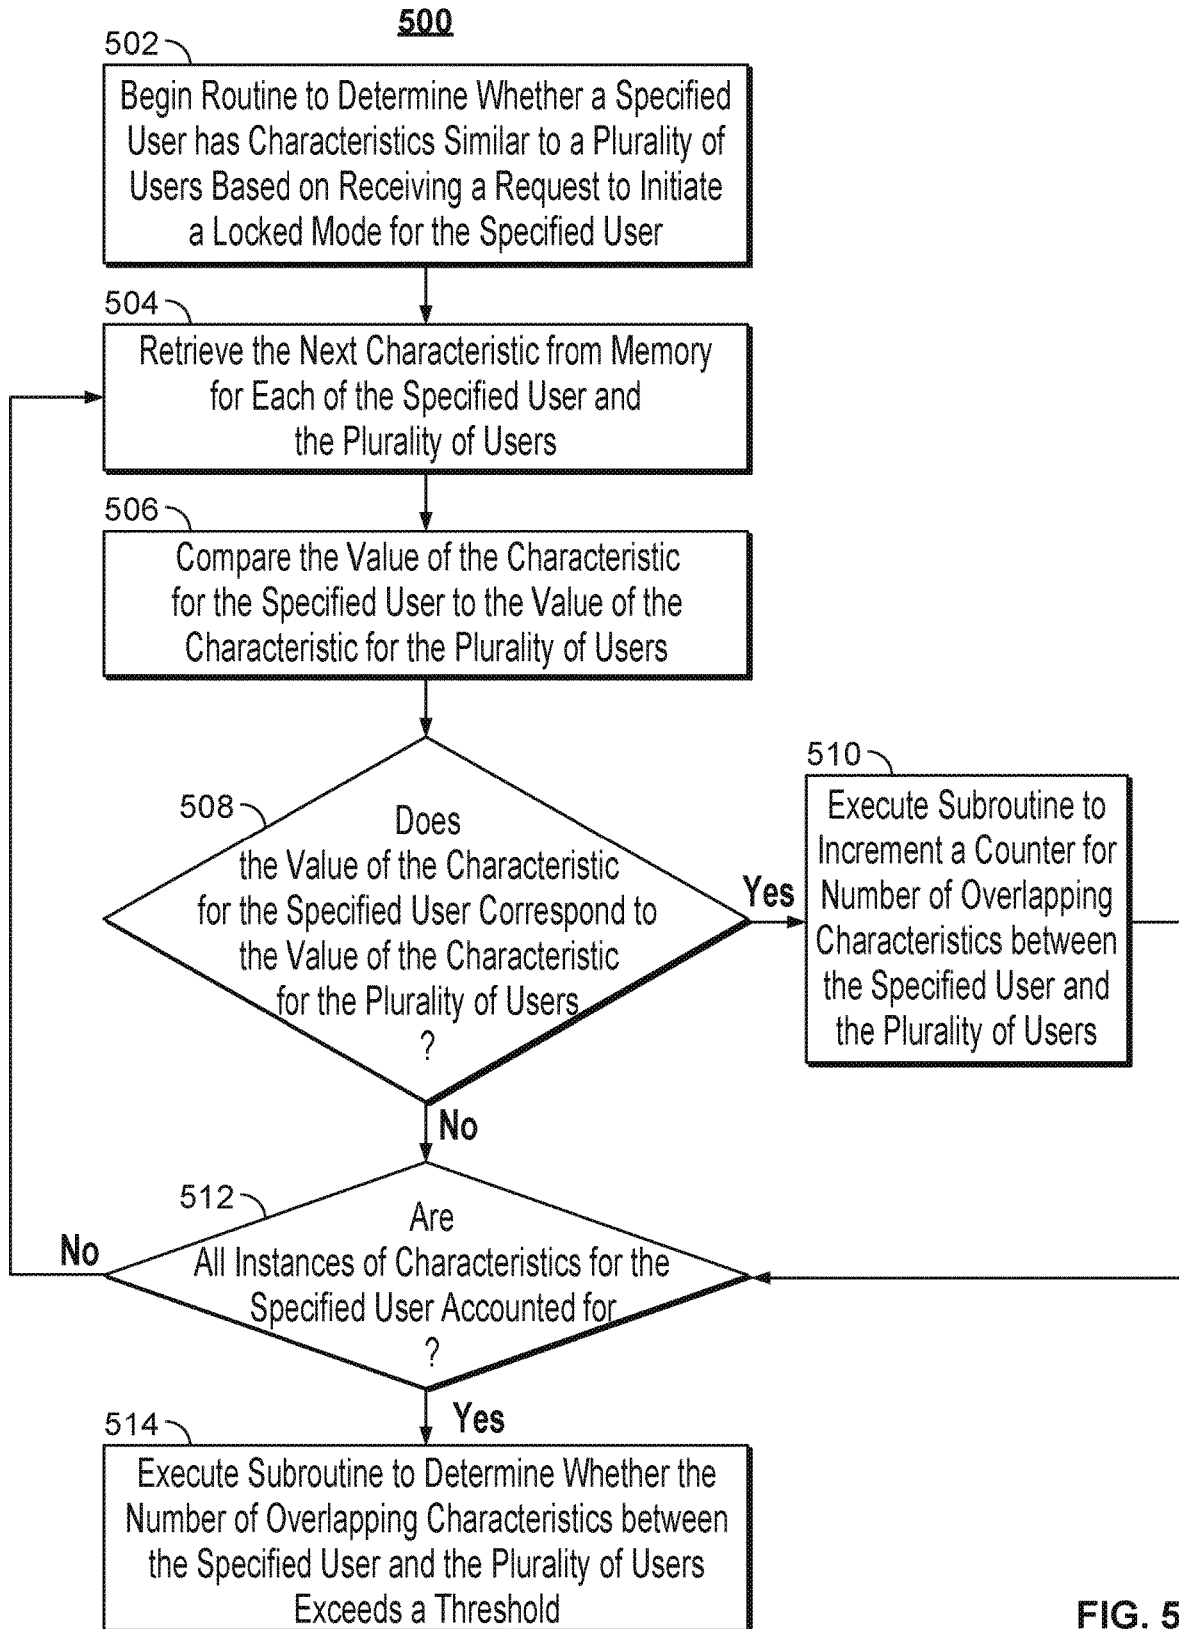 500
502
Begin Routine to Determine Whether a Specified
User has Characteristics Similar to a Plurality of
Users Based on Receiving a Request to Initiate
a Locked Mode for the Specified User
504
Retrieve the Next Characteristic from Memory
for Each of the Specified User and
the Plurality of Users
506
Compare the Value of the Characteristic
for the Specified User to the Value of the
Characteristic for the Plurality of Users
508
Does
the Value of the Characteristic
for the Specified User Correspond to
the Value of the Characteristic
for the Plurality of Users
?
Yes
510
Execute Subroutine to
Increment a Counter for
Number of Overlapping
Characteristics between
the Specified User and
the Plurality of Users
No
512
Are
All Instances of Characteristics for the
Specified User Accounted for
?
No
Yes
514
Execute Subroutine to Determine Whether the
Number of Overlapping Characteristics between
the Specified User and the Plurality of Users
Exceeds a Threshold
FIG. 5